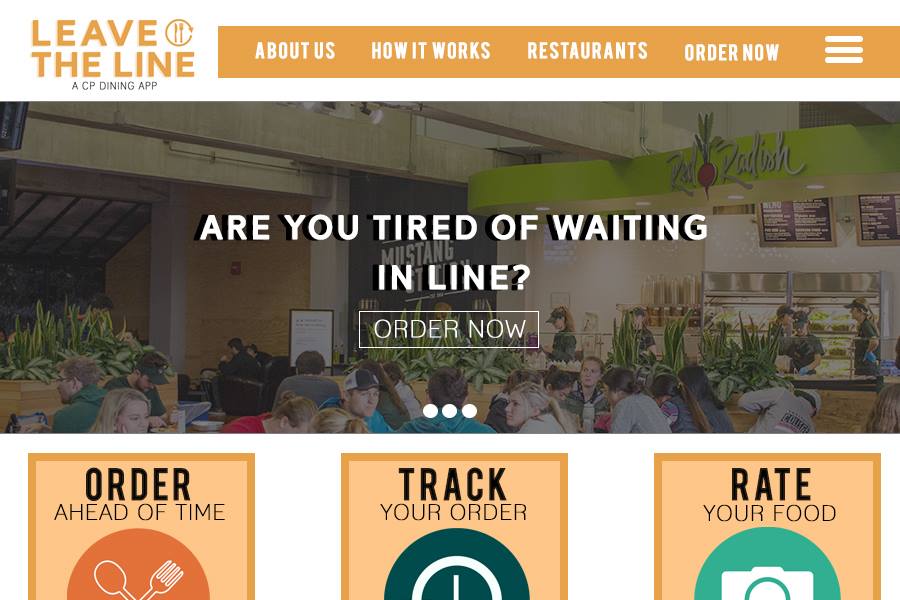 LEAVE
THE LINE
A CP DINING APP
ABOUT US
HOW IT WORKS
RESTAURANTS
ORDER NOW
Red Radish
MENU
MUSTANG
ARE YOU TIRED OF WAITING
IN LINE?
ORDER NOW
ORDER
AHEAD OF TIME
TRACK
YOUR ORDER
RATE
YOUR FOOD